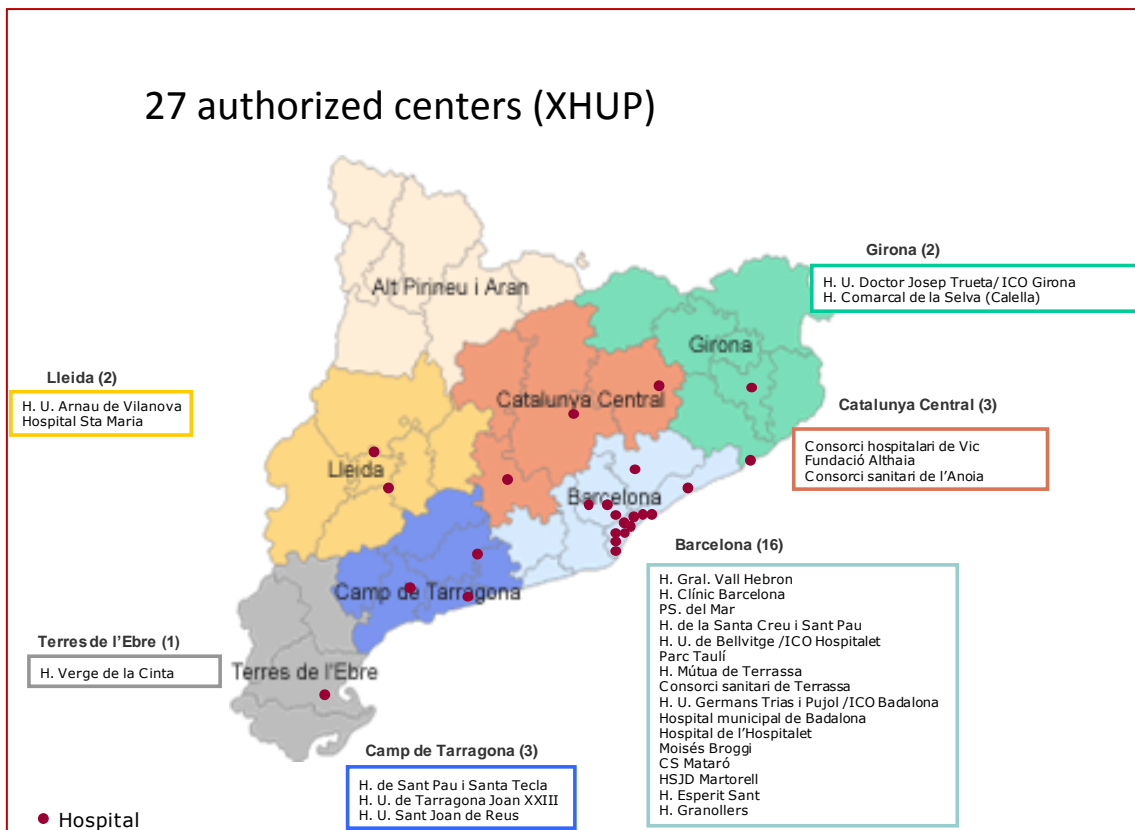 27 authorized centers (XHUP)
Alt Pirineu i Aran
Girona (2)
H. U. Doctor Josep Trueta/ ICO Girona
H. Comarcal de la Selva (Calella)
Girona
Lleida (2)
H. U. Arnau de Vilanova
Hospital Sta Maria
Catalunya Central
Catalunya Central (3)
Consorci hospitalari de Vic
Fundació Althaia
Consorci sanitari de l'Anoia
Lleida
Barcelona
Barcelona (16)
H. Gral. Vall Hebron
H. Clínic Barcelona
PS. del Mar
H. de la Santa Creu i Sant Pau
H. U. de Bellvitge /ICO Hospitalet
Parc Taulí
H. Mútua de Terrassa
Consorci sanitari de Terrassa
H. U. Germans Trias i Pujol /ICO Badalona
Hospital municipal de Badalona
Hospital de l'Hospitalet
Moisés Broggi
CS Mataró
HSJD Martorell
H. Esperit Sant
H. Granollers
Camp de Tarragona
Terres de l'Ebre (1)
H. Verge de la Cinta
Terres de l'Ebre
Camp de Tarragona (3)
H. de Sant Pau i Santa Tecla
H. U. de Tarragona Joan XXIII
H. U. Sant Joan de Reus
Hospital